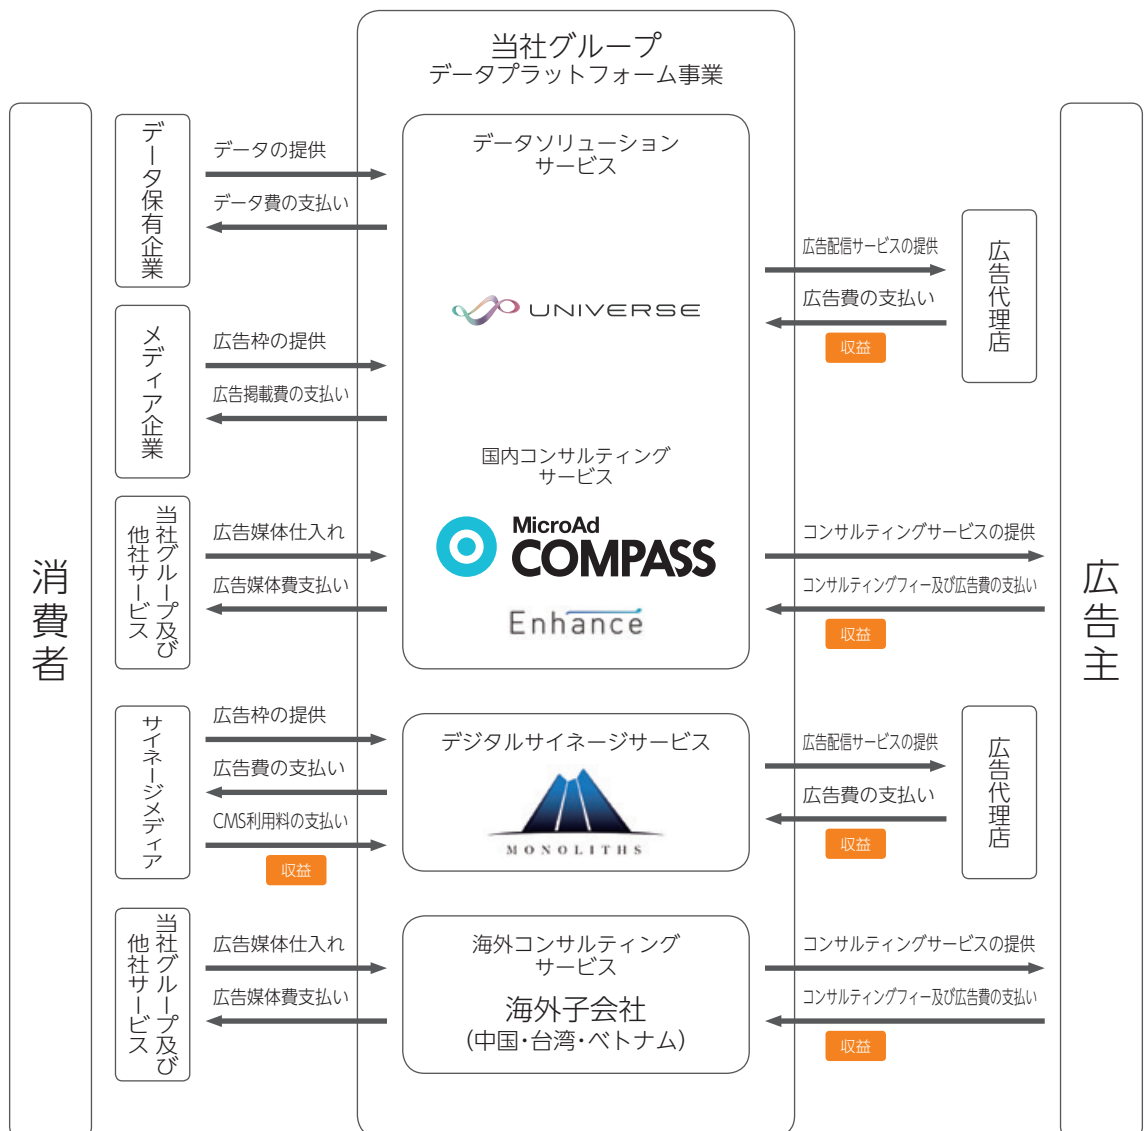 当社グループ
データプラットフォーム事業
消費者
データ保有企業
データの提供
データ費の支払い
データソリューション
サービス
UNIVERSE
広告配信サービスの提供
広告費の支払い
収益
広告代理店
広告主
メディア企業
広告枠の提供
広告掲載費の支払い
国内コンサルティング
サービス
当社グループ及び
他社サービス
広告媒体仕入れ
広告媒体費支払い
MicroAd
COMPASS
Enhance
コンサルティングサービスの提供
コンサルティングフィー及び広告費の支払い
収益
サイネージメディア
広告枠の提供
広告費の支払い
CMS利用料の支払い
収益
デジタルサイネージサービス
MONOLITHS
広告配信サービスの提供
広告費の支払い
収益
広告代理店
当社グループ及び
他社サービス
広告媒体仕入れ
広告媒体費支払い
海外コンサルティング
サービス
海外子会社
(中国・台湾・ベトナム)
コンサルティングサービスの提供
コンサルティングフィー及び広告費の支払い
収益